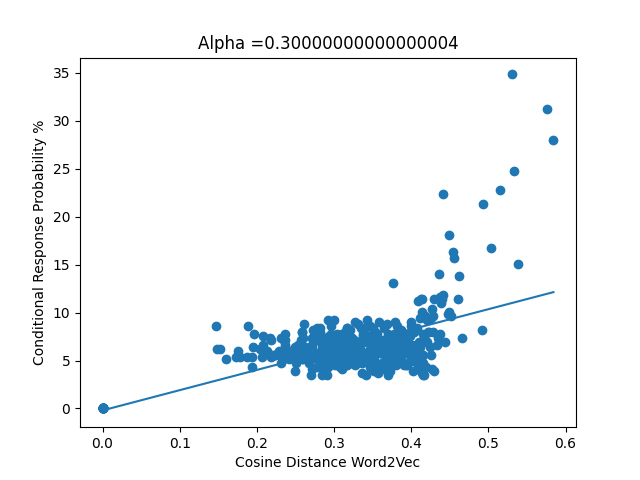 Alpha =0.30000000000000004
Conditional Response Probability %
35
30
25
20
15
10
5
0
0.0 0.1 0.2 0.3 0.4 0.5 0.6
Cosine Distance Word2Vec